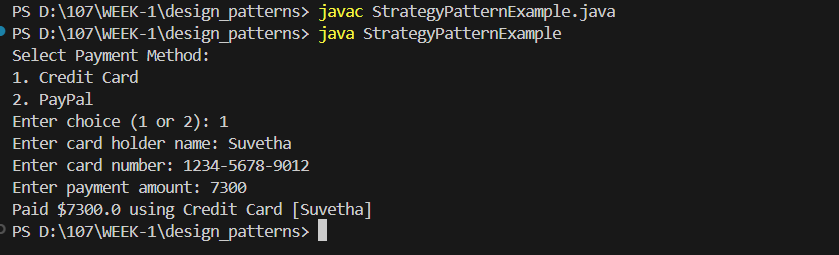 PS D:\107\WEEK-1\design_patterns> javac StrategyPatternExample.java
PS D:\107\WEEK-1\design_patterns> java StrategyPatternExample
Select Payment Method:
1. Credit Card
2. PayPal
Enter choice (1 or 2): 1
Enter card holder name: Suvetha
Enter card number: 1234-5678-9012
Enter payment amount: 7300
Paid $7300.0 using Credit Card [Suvetha]
PS D:\107\WEEK-1\design_patterns>